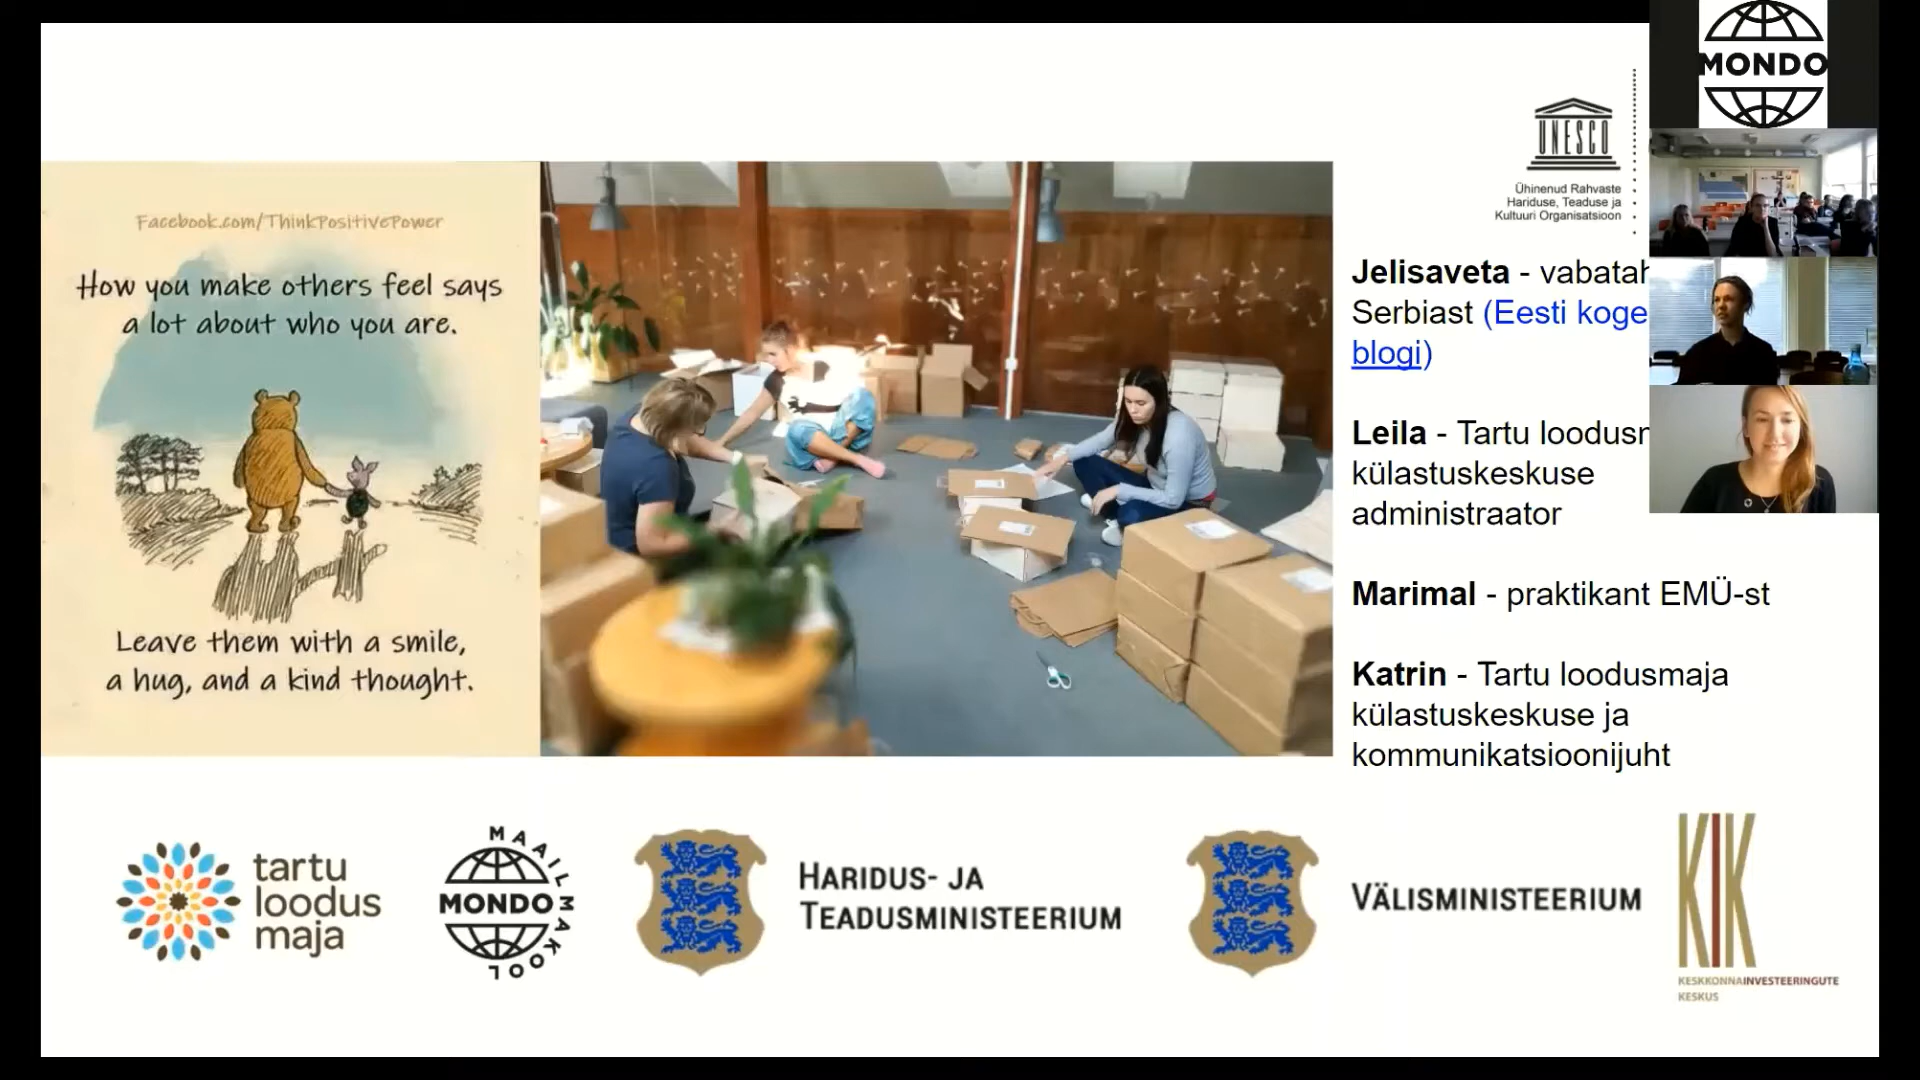 Facebook.com/ThinkPositivePower
How you make others feel says
a lot about who you are.
Leave them with a smile,
a hug, and a kind thought.
UNESCO
Ühinenud Rahvaste
Hariduse, Teaduse ja
Kultuuri Organisatsioon
MONDO
Jelisaveta -
Serbiast (Eesti
blogi)
Leila - Tartu
külastuskeskuse
administraator
Marimal - praktikant EMÜ-st
Katrin - Tartu loodusmaja
külastuskeskuse ja
kommunikatsioonijuht
tartu
loodus
maja
MAAILMAKOOL
MONDO
HARIDUS- JA
TEADUSMINISTEERIUM
VÄLISMINISTEERIUM
KIK
KESKKONNAINVESTEERINGUTE
KESKUS